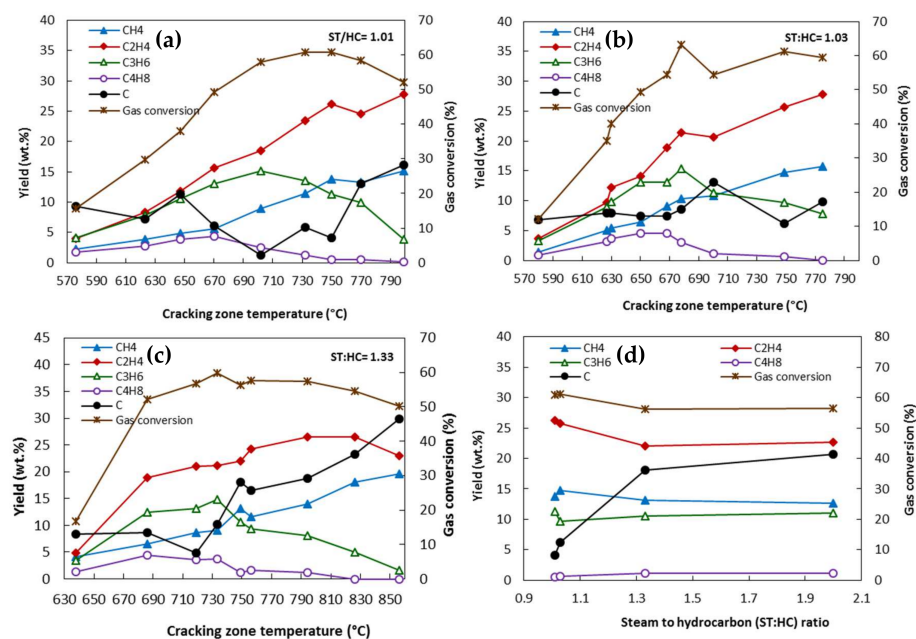 (a)
ST/HC= 1.01
CH4
C2H4
C3H6
C4H8
C
Gas conversion
Yield (wt.%)
Gas conversion (%)
40
35
30
25
20
15
10
5
0
70
60
50
40
30
20
10
0
570 590 610 630 650 670 690 710 730 750 770 790
Cracking zone temperature (°C)
(b)
ST:HC= 1.03
CH4
C2H4
C3H6
C4H8
C
Gas conversion
Yield (wt.%)
Gas conversion (%)
40
35
30
25
20
15
10
5
0
70
60
50
40
30
20
10
0
570 590 610 630 650 670 690 710 730 750 770 790
Cracking zone temperature (°C)
(c)
ST:HC= 1.33
CH4
C2H4
C3H6
C4H8
C
Gas conversion
Yield (wt.%)
Gas conversion (%)
45
40
35
30
25
20
15
10
5
0
70
60
50
40
30
20
10
0
630 650 670 690 710 730 750 770 790 810 830 850
Cracking zone temperature (°C)
(d)
CH4 C2H4
C3H6 C4H8
C Gas conversion
Yield (wt.%)
Gas conversion (%)
40
35
30
25
20
15
10
5
0
80
70
60
50
40
30
20
10
0
0.9 1.1 1.3 1.5 1.7 1.9 2.1
Steam to hydrocarbon (ST:HC) ratio